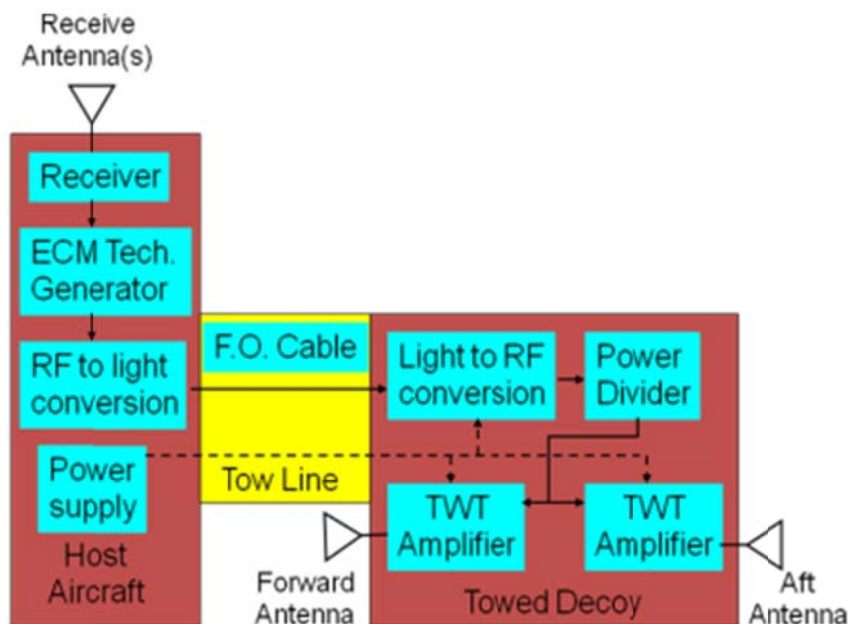 Receive
Antenna(s)
Receiver
ECM Tech.
Generator
RF to light
conversion
Power
supply
Host
Aircraft
F.O. Cable
Tow Line
Light to RF
conversion
Power
Divider
TWT
Amplifier
TWT
Amplifier
Forward
Antenna
Towed Decoy
Aft
Antenna